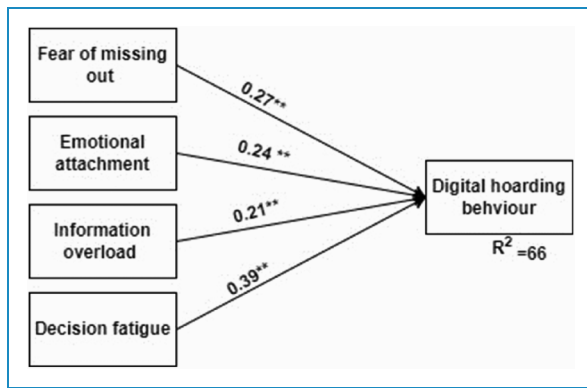 Fear of missing
out
0.27**
Emotional
attachment
0.24 **
Information
overload
0.21**
Decision fatigue
0.39**
Digital hoarding
behviour
R² =66